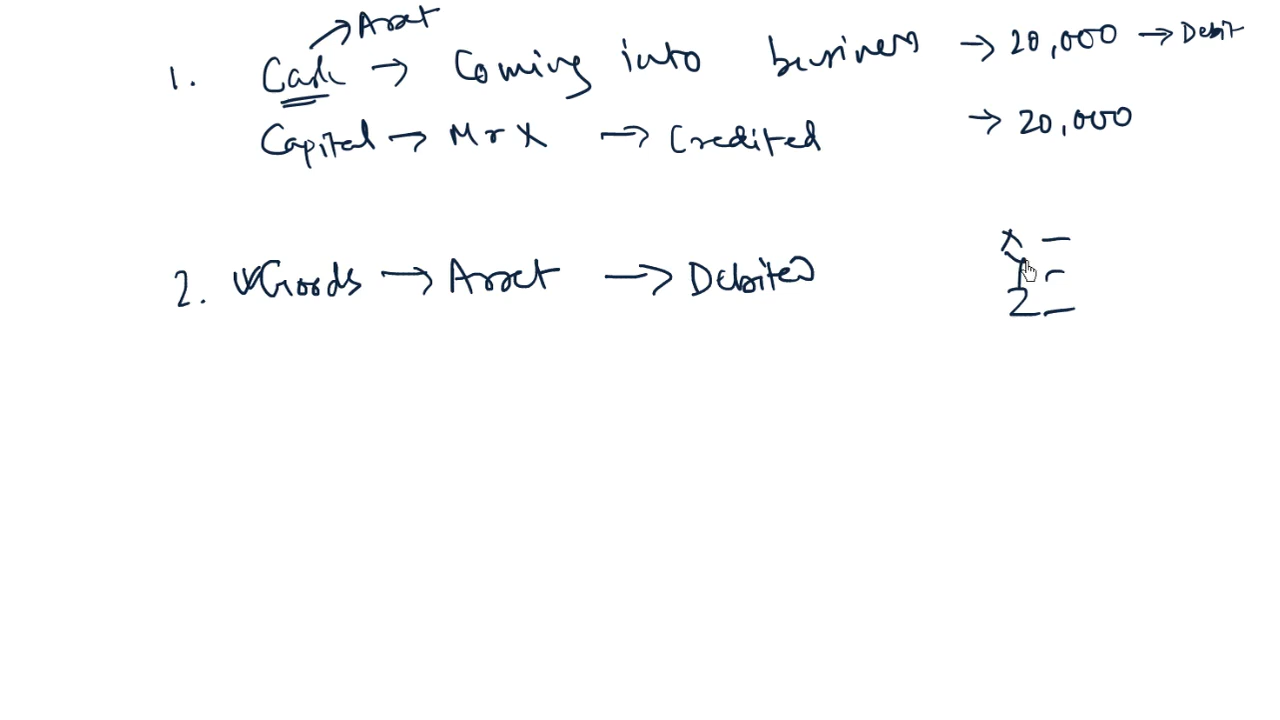 → Asset
1. Cash → Coming into business → 20,000 → Debit
Capital → Mr X → Credited → 20,000
2. Goods → Asset → Debited
X —
Y –
Z —